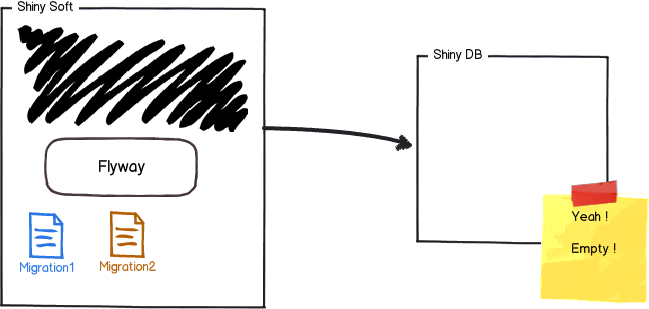 Shiny Soft
Shiny DB
Flyway
Yeah !
Empty !
Migration1
Migration2